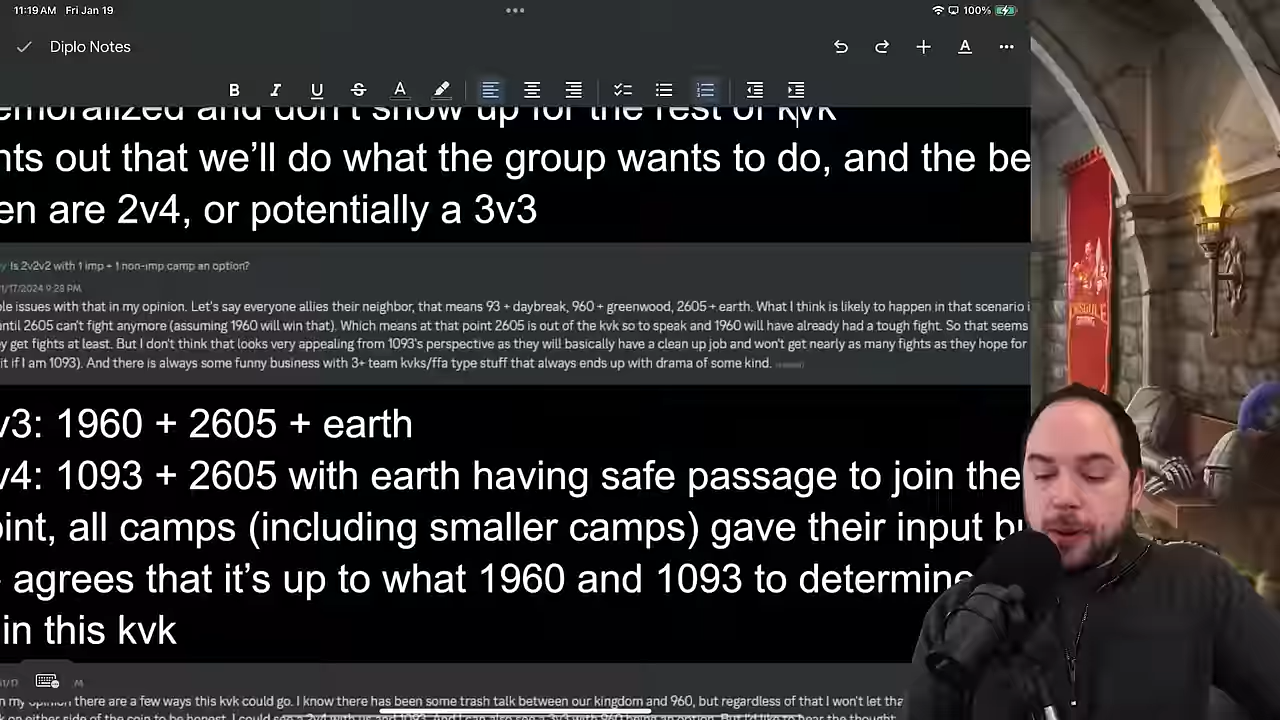 11:19 AM Fri Jan 19
100%
Diplo Notes
B I U S A
emoralized and don't show up for the rest of kvk
nts out that we'll do what the group wants to do, and the be
en are 2v4, or potentially a 3v3
Is 2v2v2 with 1 imp + 1 non-imp camp an option?
1/17/2024 9:28 PM
ple issues with that in my opinion. Let's say everyone allies their neighbor, that means 93 + daybreak, 960 + greenwood, 2605 + earth. What I think is likely to happen in that scenario i
until 2605 can't fight anymore (assuming 1960 will win that). Which means at that point 2605 is out of the kvk so to speak and 1960 will have already had a tough fight. So that seems
y get fights at least. But I don't think that looks very appealing from 1093's perspective as they will basically have a clean up job and won't get nearly as many fights as they hope for
it if I am 1093). And there is always some funny business with 3+ team kvks/ffa type stuff that always ends up with drama of some kind.
v3: 1960 + 2605 + earth
v4: 1093 + 2605 with earth having safe passage to join the
oint, all camps (including smaller camps) gave their input bu
agrees that it's up to what 1960 and 1093 to determine
in this kvk
n my opinion there are a few ways this kvk could go. I know there has been some trash talk between our kingdom and 960, but regardless of that I won't let tha